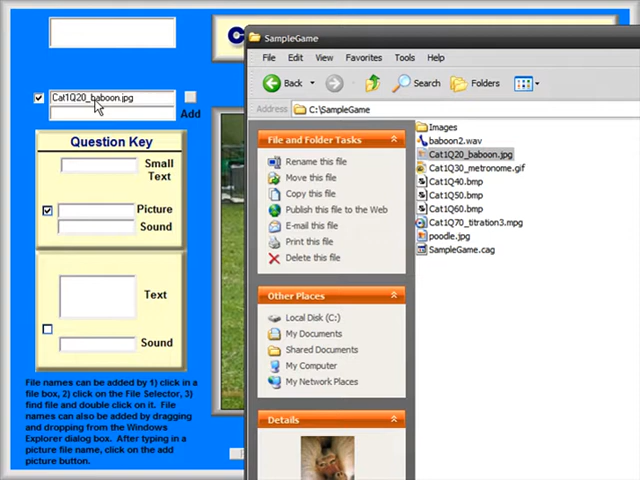 C
SampleGame
File Edit View Favorites Tools
Back Search Folders
Address C:\SampleGame
Cat1Q20_baboon.jpg
Add
Question Key
Small
Text
Picture
Sound
Text
Sound
File names can be added by 1) click in a
file box, 2) click on the File Selector, 3)
find file and double click on it. File
names can also be added by dragging
and dropping from the Windows
Explorer dialog box. After typing in a
picture file name, click on the add
picture button.
File and Folder Tasks
Rename this file
Move this file
Copy this file
Publish this file to the Web
E-mail this file
Print this file
Delete this file
Other Places
Local Disk (C:)
My Documents
Shared Documents
My Computer
My Network Places
Details
Images
baboon2.wav
Cat1Q20_baboon.jpg
Cat1Q30_metronome.gif
Cat1Q40.bmp
Cat1Q50.bmp
Cat1Q60.bmp
Cat1Q70_titration3.mpg
poodle.jpg
SampleGame.cag